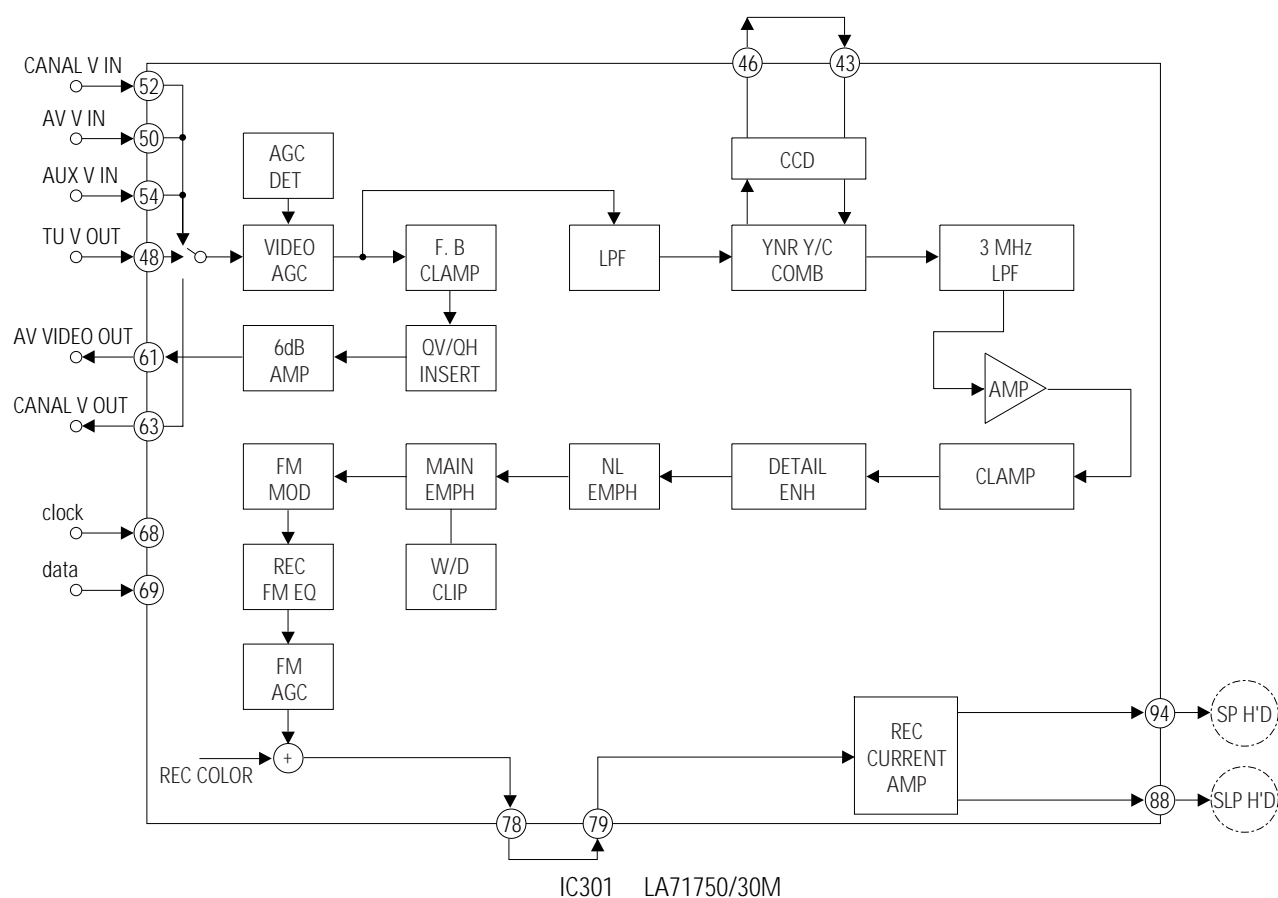 46
43
CANAL V IN
52
AV V IN
50
AUX V IN
54
TU V OUT
48
AGC
DET
CCD
VIDEO
AGC
F. B
CLAMP
LPF
YNR Y/C
COMB
3 MHz
LPF
AV VIDEO OUT
61
6dB
AMP
QV/QH
INSERT
AMP
CANAL V OUT
63
FM
MOD
MAIN
EMPH
NL
EMPH
DETAIL
ENH
CLAMP
clock
68
data
69
REC
FM EQ
W/D
CLIP
FM
AGC
REC COLOR
+
REC
CURRENT
AMP
94
SP H'D
88
SLP H'D
78
79
IC301 LA71750/30M